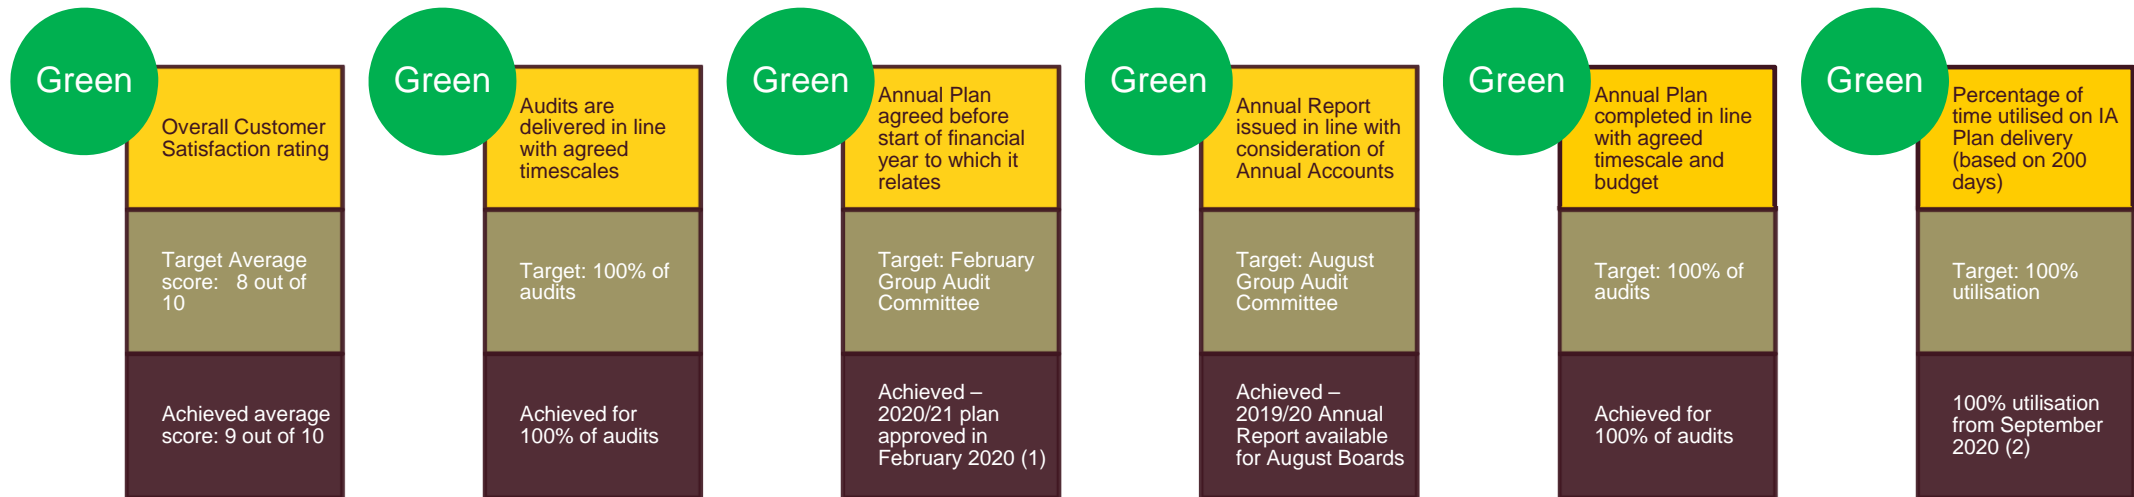 Green
Overall Customer
Satisfaction rating
Target Average
score:   8 out of
10
Achieved average
score: 9 out of 10
Green
Audits are
delivered in line
with agreed
timescales
Target: 100% of
audits
Achieved for
100% of audits
Green
Annual Plan
agreed before
start of financial
year to which it
relates
Target: February
Group Audit
Committee
Achieved –
2020/21 plan
approved in
February 2020 (1)
Green
Annual Report
issued in line with
consideration of
Annual Accounts
Target: August
Group Audit
Committee
Achieved –
2019/20 Annual
Report available
for August Boards
Green
Annual Plan
completed in line
with agreed
timescale and
budget
Target: 100% of
audits
Achieved for
100% of audits
Green
Percentage of
time utilised on IA
Plan delivery
(based on 200
days)
Target: 100%
utilisation
100% utilisation
from September
2020 (2)